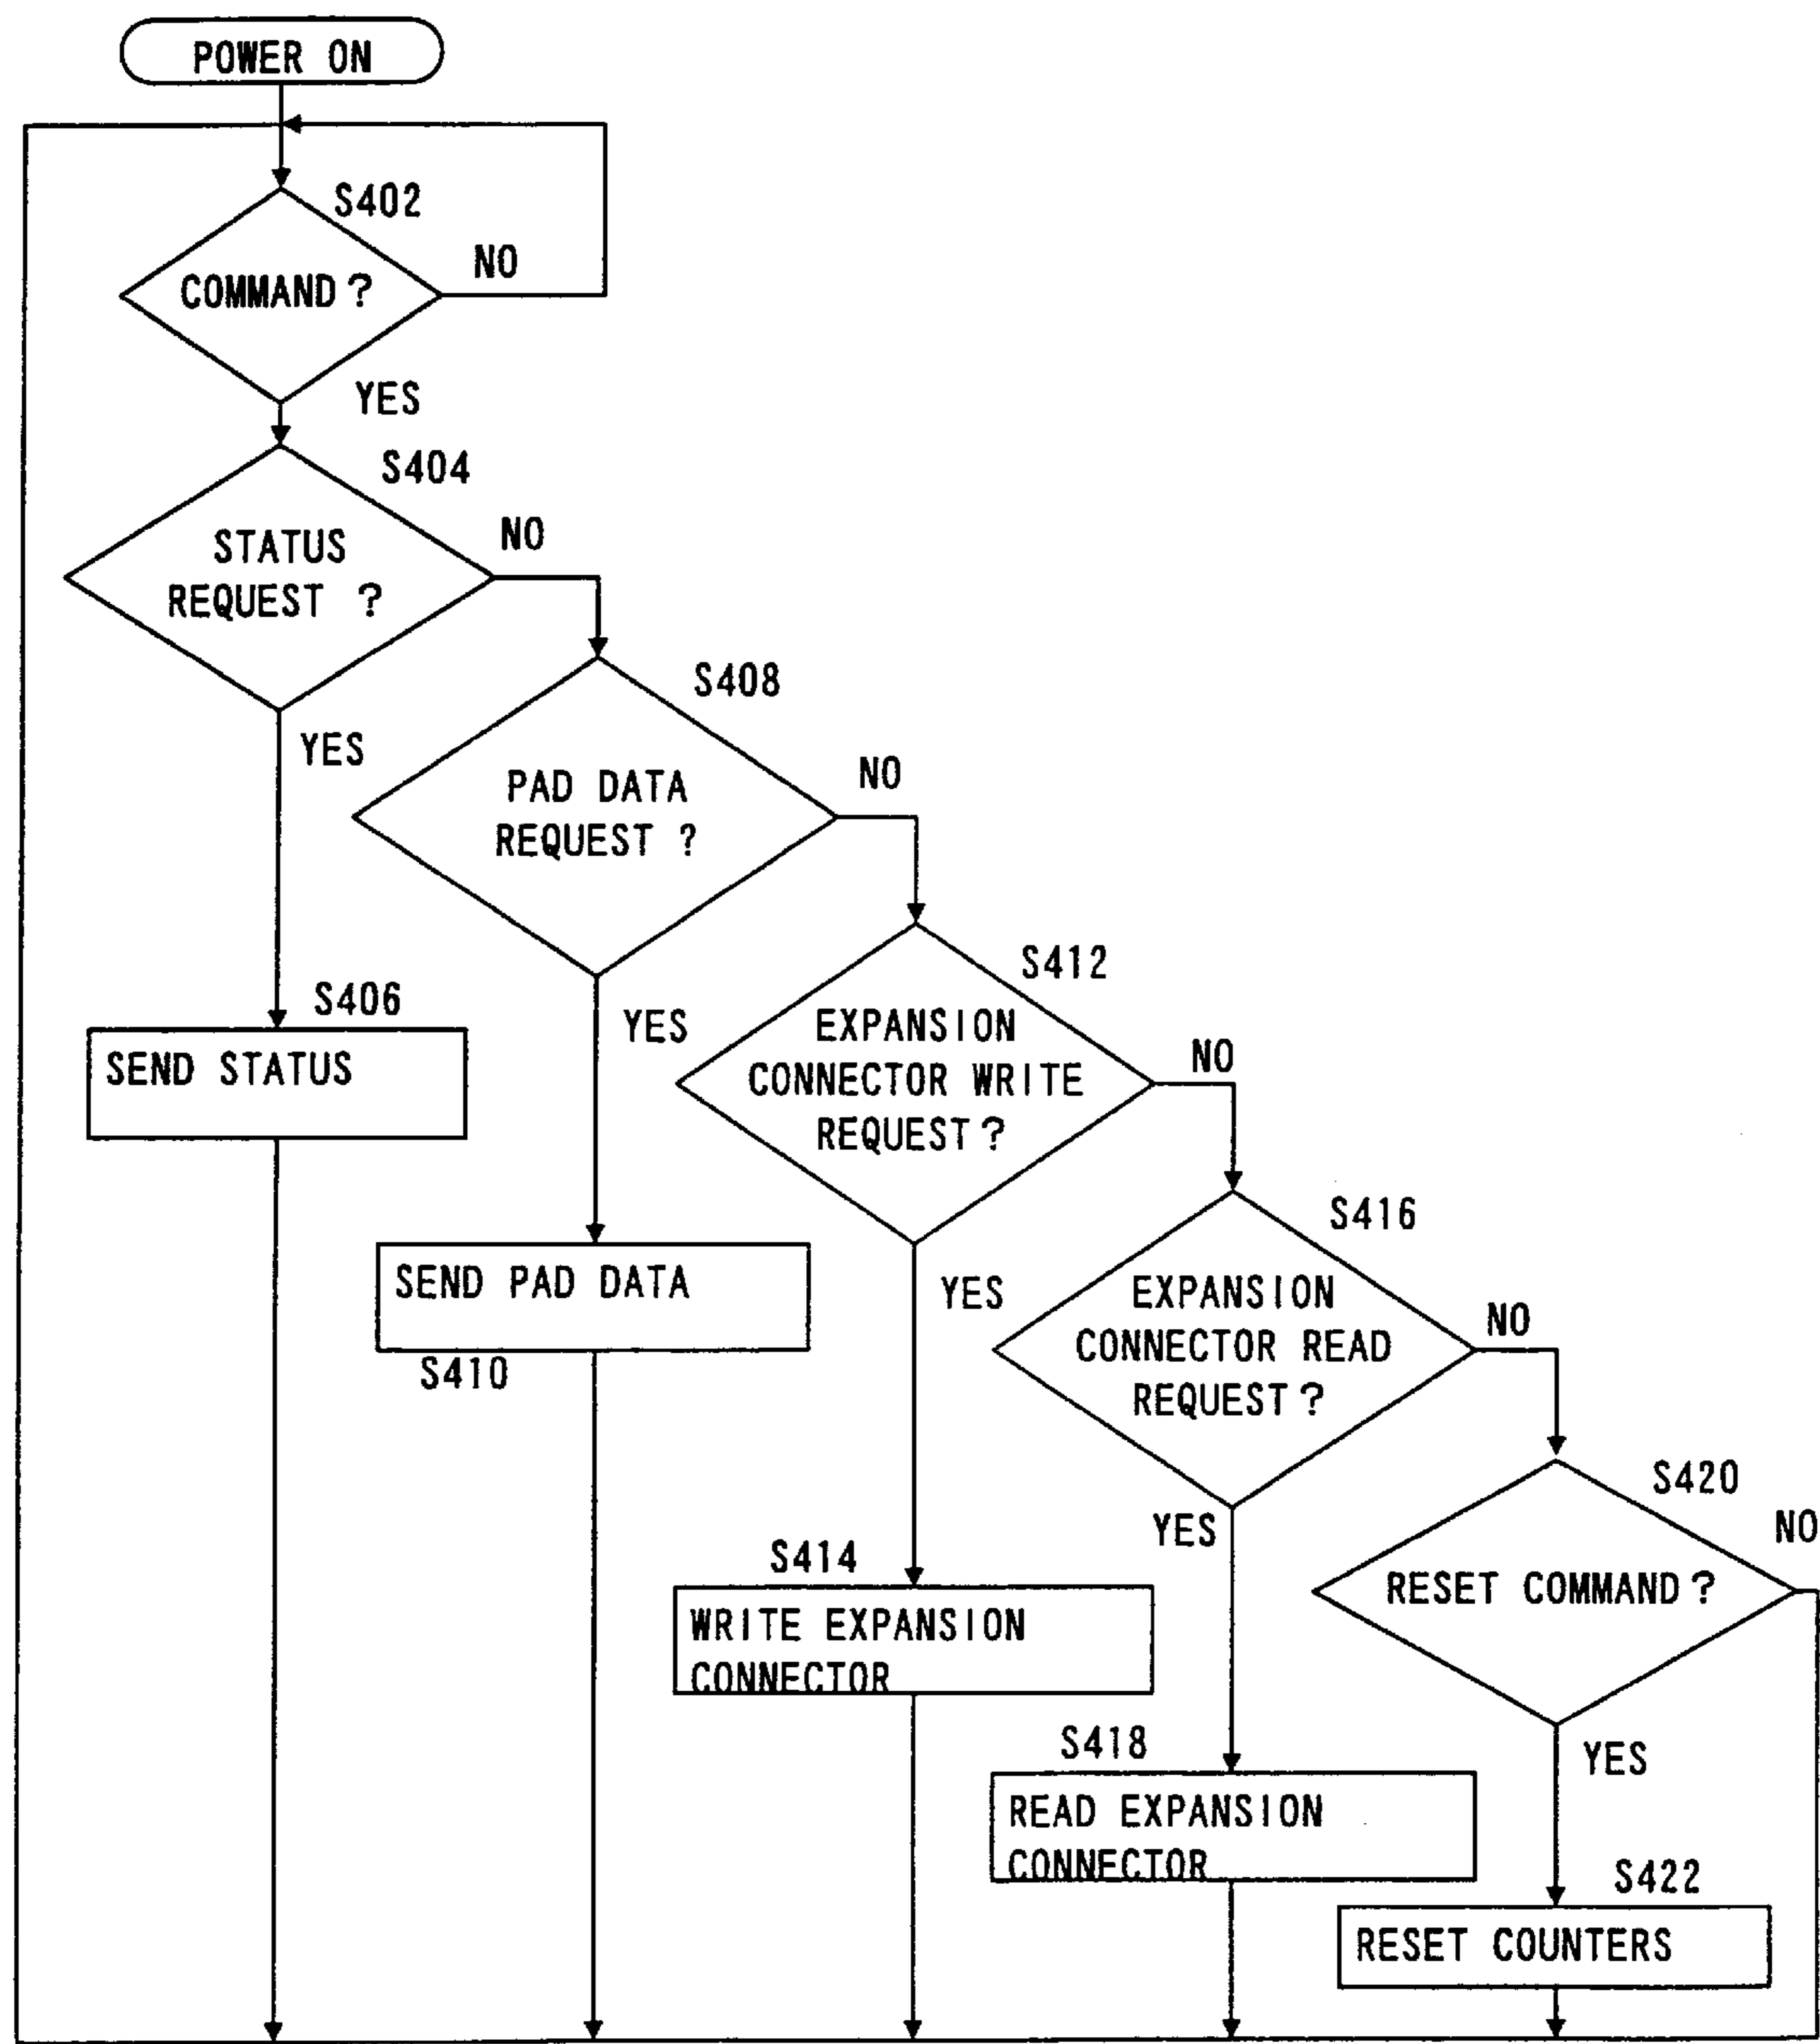 POWER ON
S402
COMMAND?
NO
YES
S404
STATUS
REQUEST ?
NO
YES
S408
PAD DATA
REQUEST ?
NO
YES
S406
SEND STATUS
S412
EXPANSION
CONNECTOR WRITE
REQUEST?
NO
YES
SEND PAD DATA
S410
S416
EXPANSION
CONNECTOR READ
REQUEST?
NO
YES
S414
WRITE EXPANSION
CONNECTOR
S420
RESET COMMAND?
NO
YES
S418
READ EXPANSION
CONNECTOR
S422
RESET COUNTERS